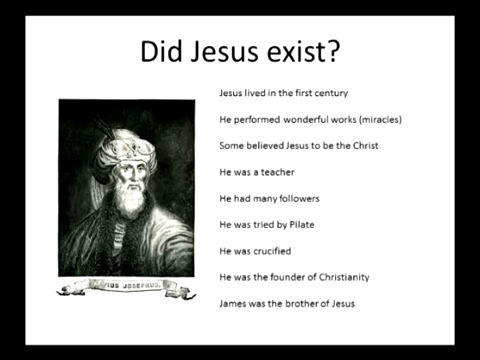 Did Jesus exist?
Jesus lived in the first century
He performed wonderful works (miracles)
Some believed Jesus to be the Christ
He was a teacher
He had many followers
He was tried by Pilate
He was crucified
He was the founder of Christianity
James was the brother of Jesus
JOSEPHUS.